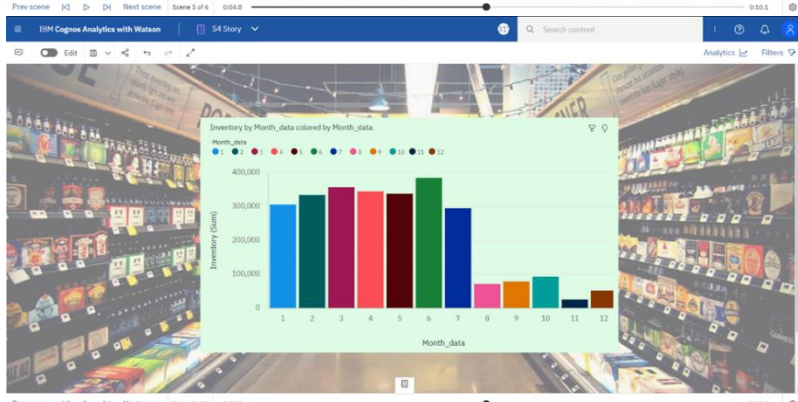 Prev scene Next scene Scene 3 of 6 0:04.8 0:10.1
IBM Cognos Analytics with Watson S4 Story Search content
Edit Analytics Filters
Inventory by Month_data colored by Month_data
Month_data
1 2 3 4 5 6 7 8 9 10 11 12
400,000
300,000
200,000
100,000
0
Inventory (Sum)
1 2 3 4 5 6 7 8 9 10 11 12
Month_data